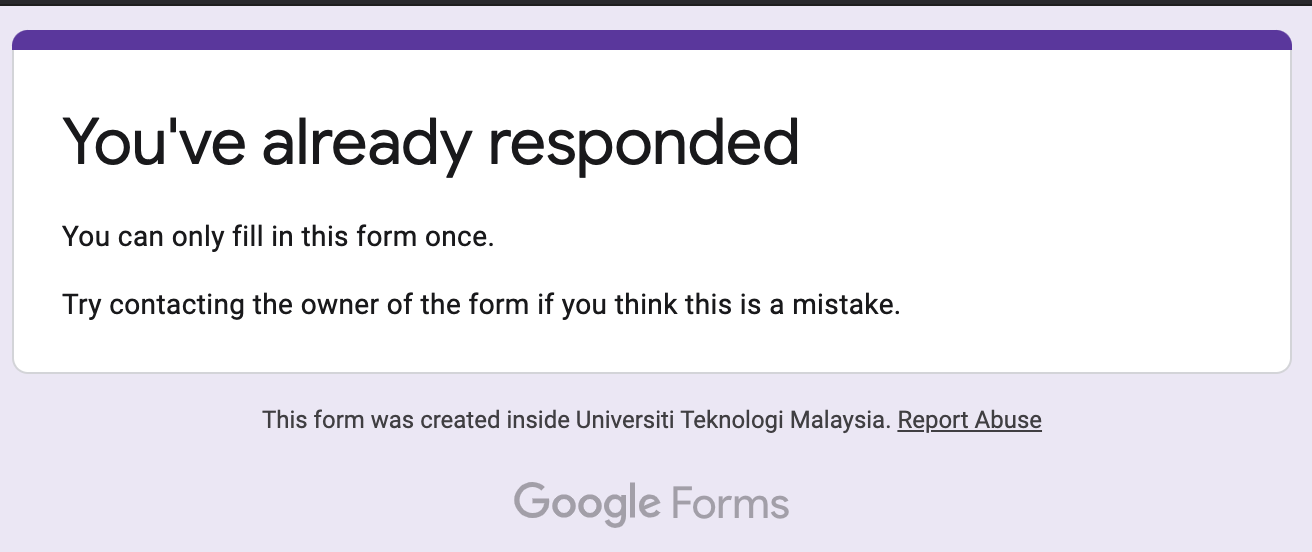 You've already responded
You can only fill in this form once.
Try contacting the owner of the form if you think this is a mistake.
This form was created inside Universiti Teknologi Malaysia. Report Abuse
Google Forms